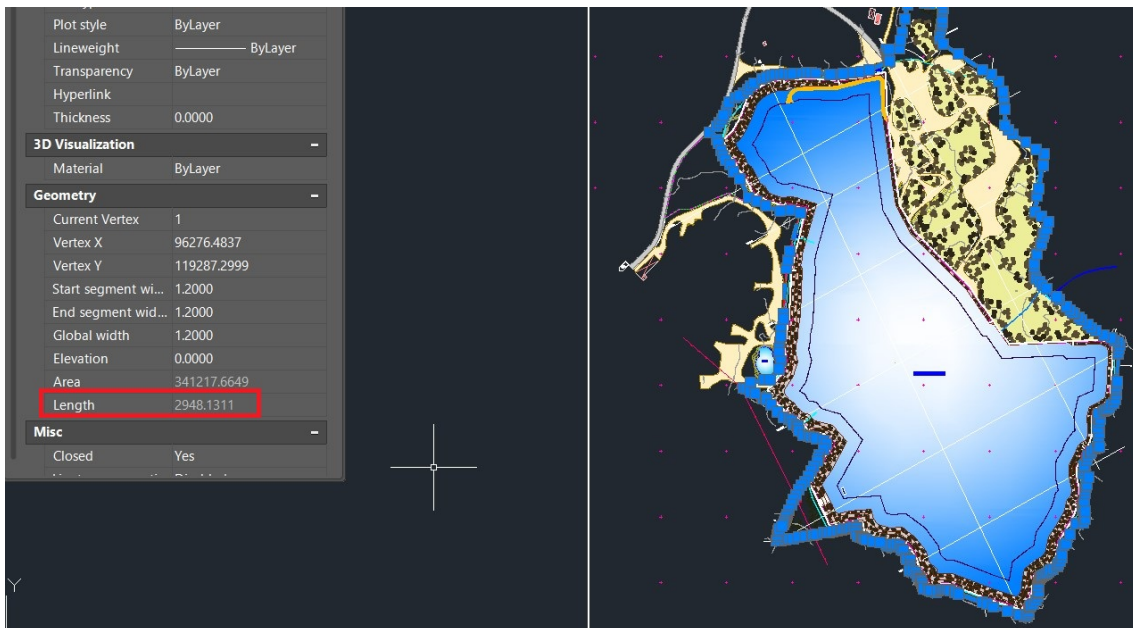 Plot style ByLayer
Lineweight ByLayer
Transparency ByLayer
Hyperlink
Thickness 0.0000
3D Visualization
Material ByLayer
Geometry
Current Vertex 1
Vertex X 96276.4837
Vertex Y 119287.2999
Start segment wi... 1.2000
End segment wid... 1.2000
Global width 1.2000
Elevation 0.0000
Area 341217.6649
Length 2948.1311
Misc
Closed Yes
Y